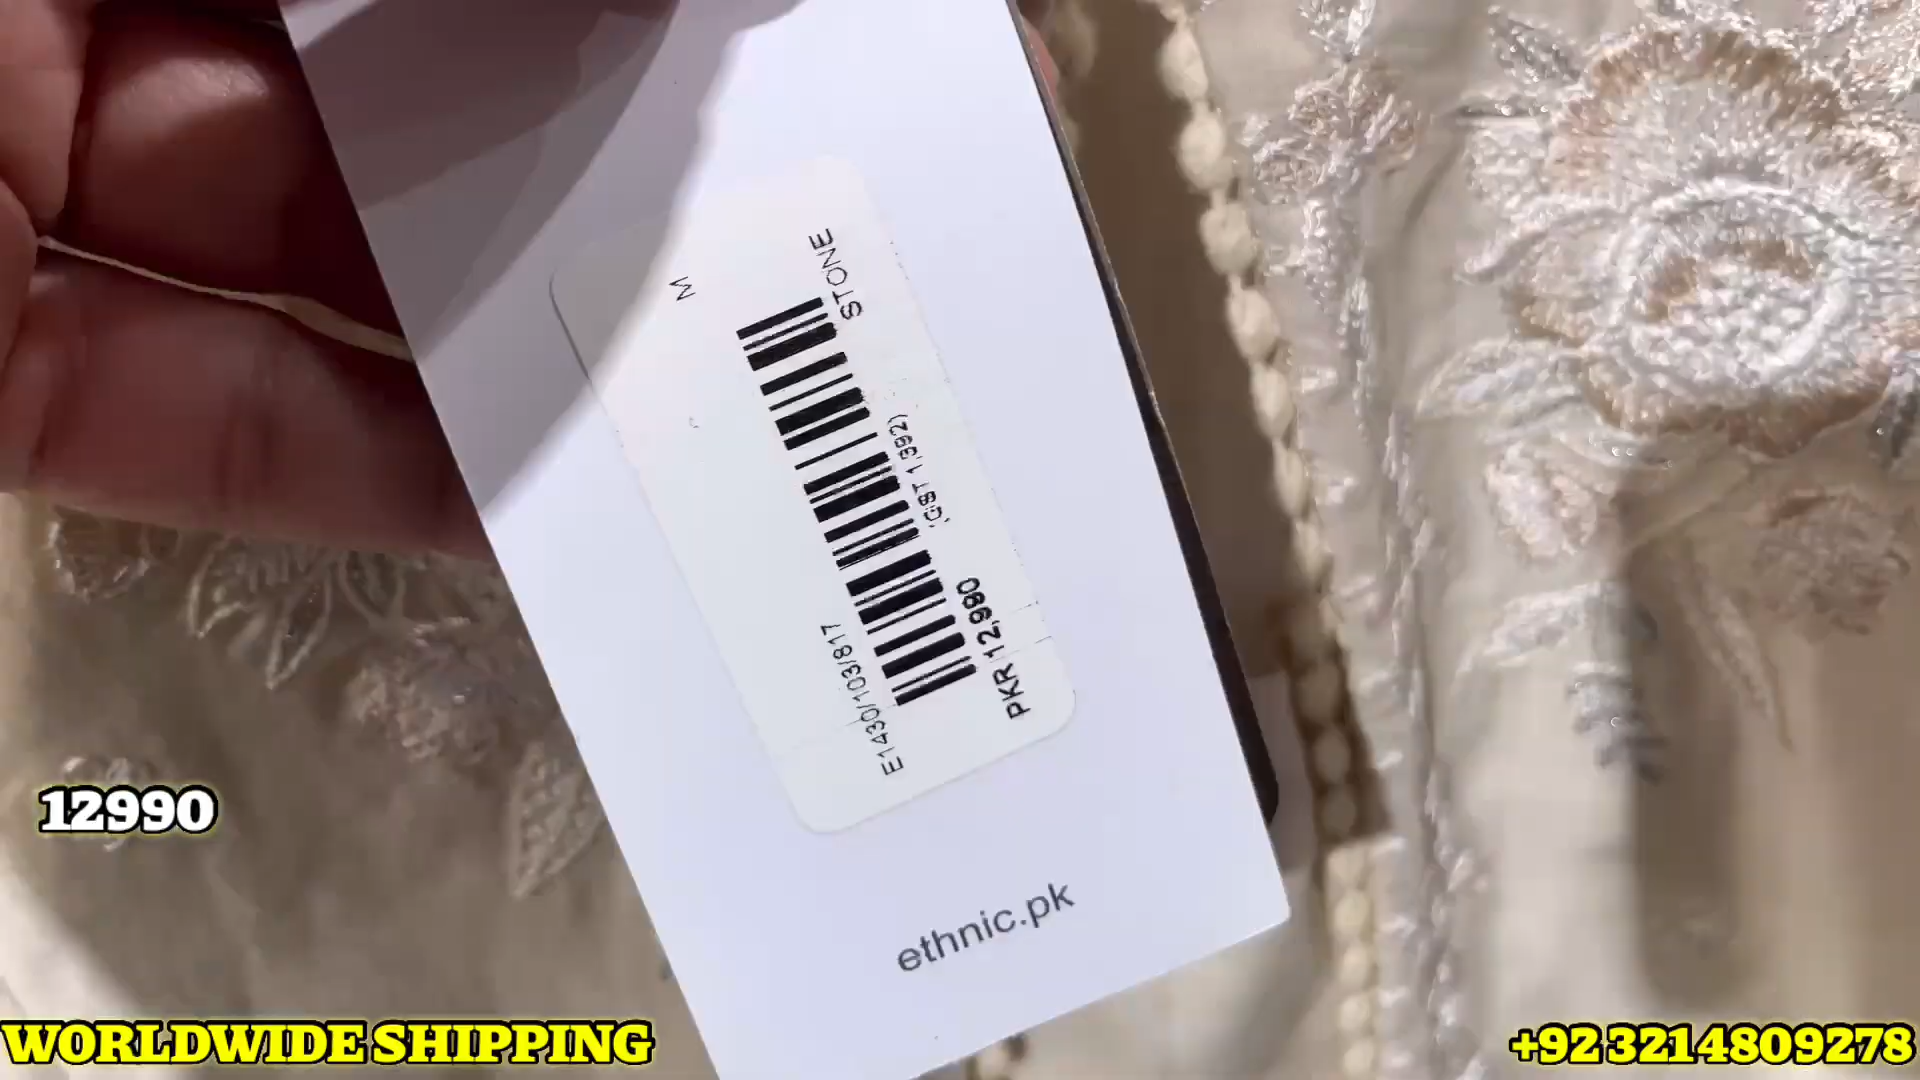 M
STONE
(GST 1,392)
PKR 12,990
E1430/103/817
ethnic.pk
12990
WORLDWIDE SHIPPING
+92 3214809278